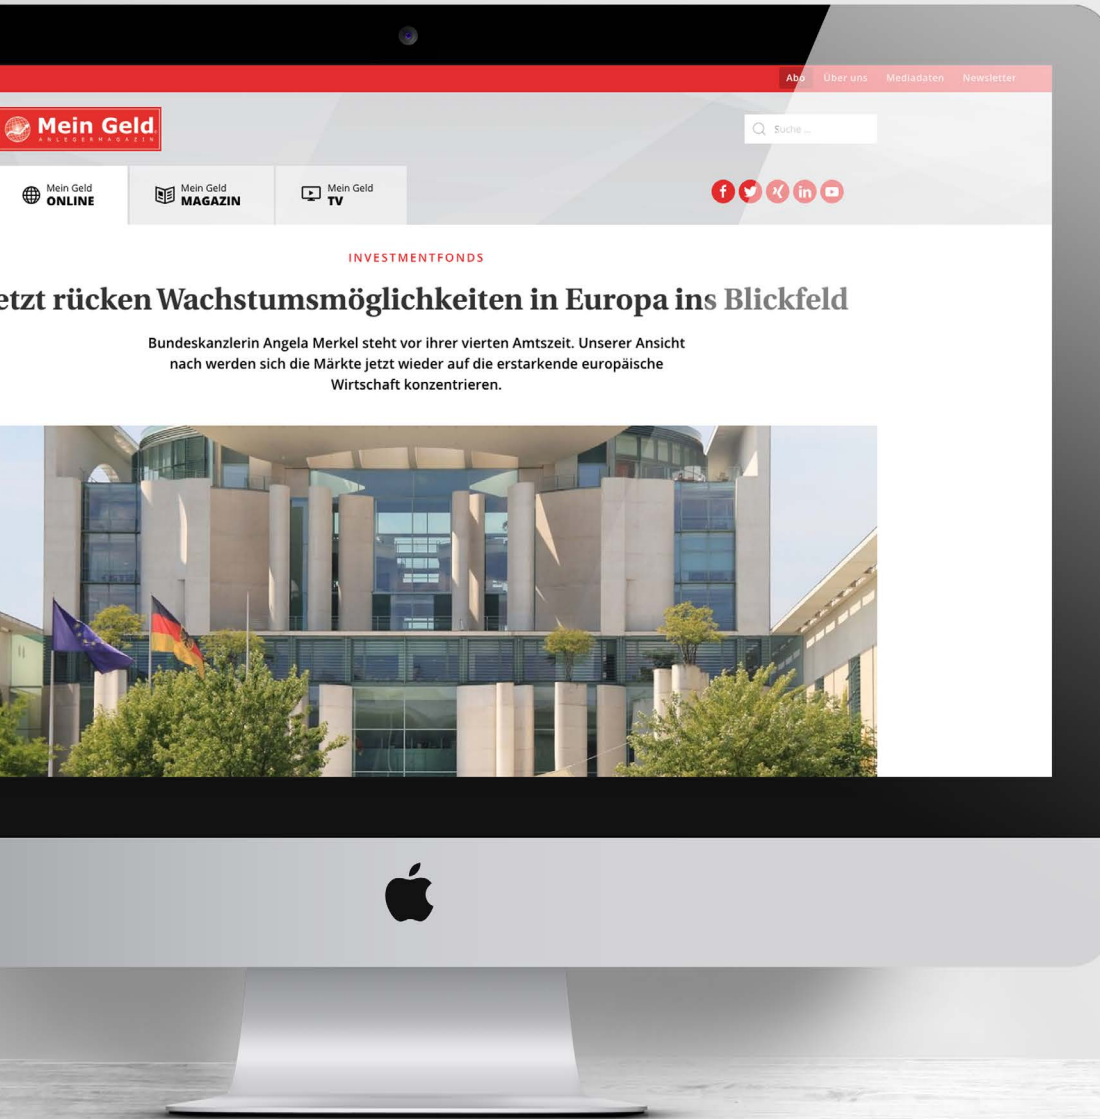 Abo Über uns Mediadaten Newsletter
Mein Geld
ANLEGERMAGAZIN
Suche ...
Mein Geld
ONLINE
Mein Geld
MAGAZIN
Mein Geld
TV
INVESTMENTFONDS
etzt rücken Wachstumsmöglichkeiten in Europa ins Blickfeld
Bundeskanzlerin Angela Merkel steht vor ihrer vierten Amtszeit. Unserer Ansicht
nach werden sich die Märkte jetzt wieder auf die erstarkende europäische
Wirtschaft konzentrieren.